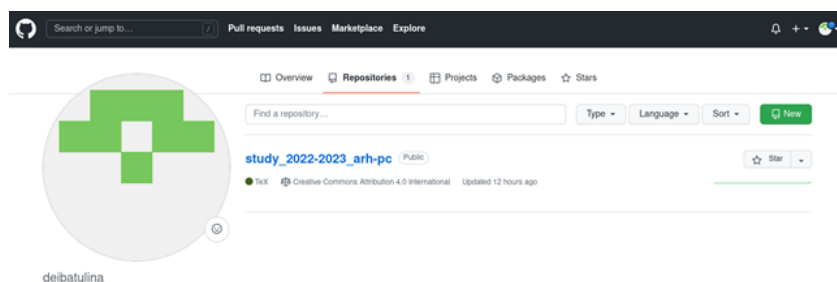 Search or jump to... /
Pull requests Issues Marketplace Explore
Overview Repositories 1 Projects Packages Stars
Find a repository...
Type Language Sort New
study_2022-2023_arh-pc Public
Star
TeX Creative Commons Attribution 4.0 International Updated 12 hours ago
deibatulina